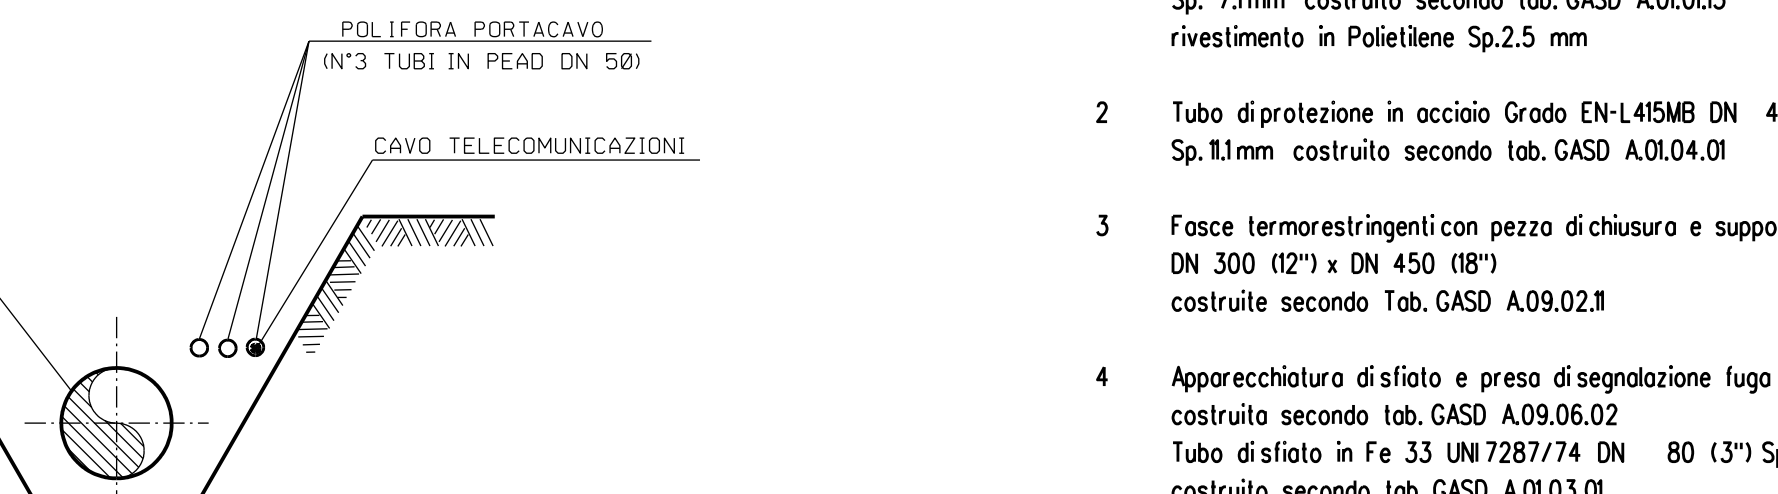 POLIFORA PORTACAVO
(N°3 TUBI IN PEAD DN 50)
CAVO TELECOMUNICAZIONI
Sp. 7.1mm costruito secondo tab. GASD A.01.01.15
rivestimento in Polietilene Sp.2.5 mm
2 Tubo di protezione in acciaio Grado EN-L415MB DN 4
Sp. 11.1 mm costruito secondo tab. GASD A.01.04.01
3 Fasce termorestringenti con pezza di chiusura e suppo
DN 300 (12") x DN 450 (18")
costruite secondo Tab. GASD A.09.02.11
4 Apparecchiatura di sfiato e presa di segnalazione fuga
costruita secondo tab. GASD A.09.06.02
Tubo di sfiato in Fe 33 UNI 7287/74 DN 80 (3") Sp
costruito secondo tab. GASD A.01.03.01